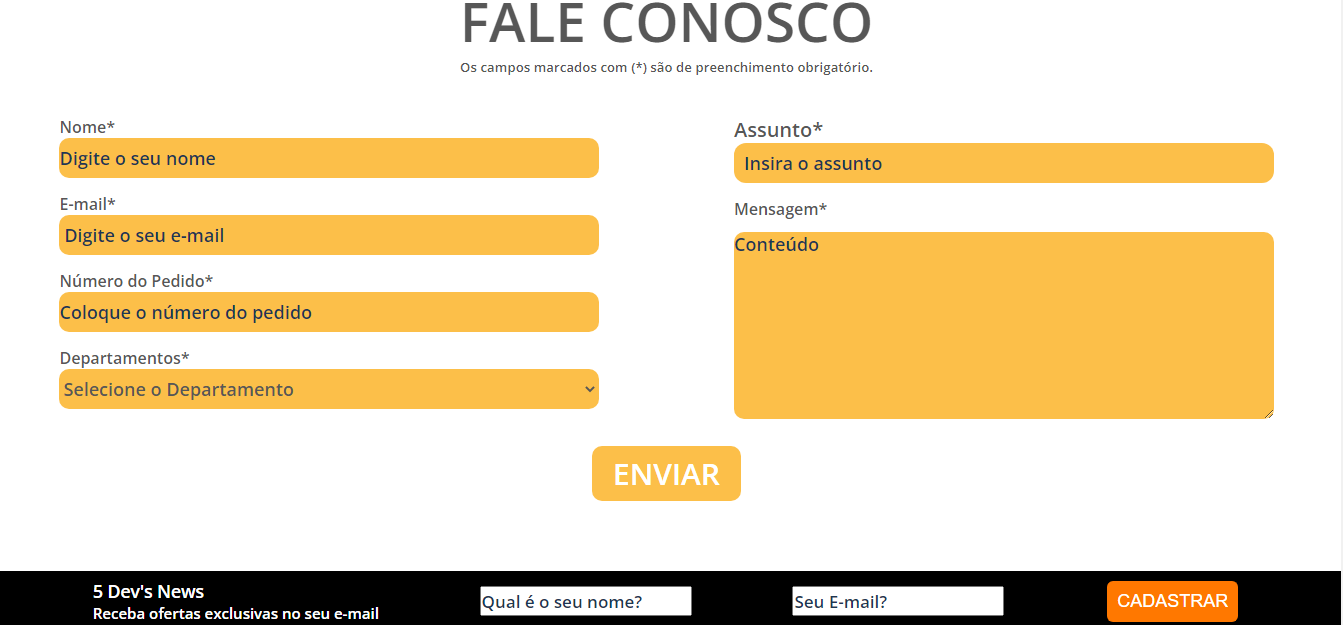 FALE CONOSCO
Os campos marcados com (*) são de preenchimento obrigatório.
Nome*
Digite o seu nome
E-mail*
Digite o seu e-mail
Número do Pedido*
Coloque o número do pedido
Departamentos*
Selecione o Departamento
Assunto*
Insira o assunto
Mensagem*
Conteúdo
ENVIAR
5 Dev's News
Receba ofertas exclusivas no seu e-mail
Qual é o seu nome?
Seu E-mail?
CADASTRAR